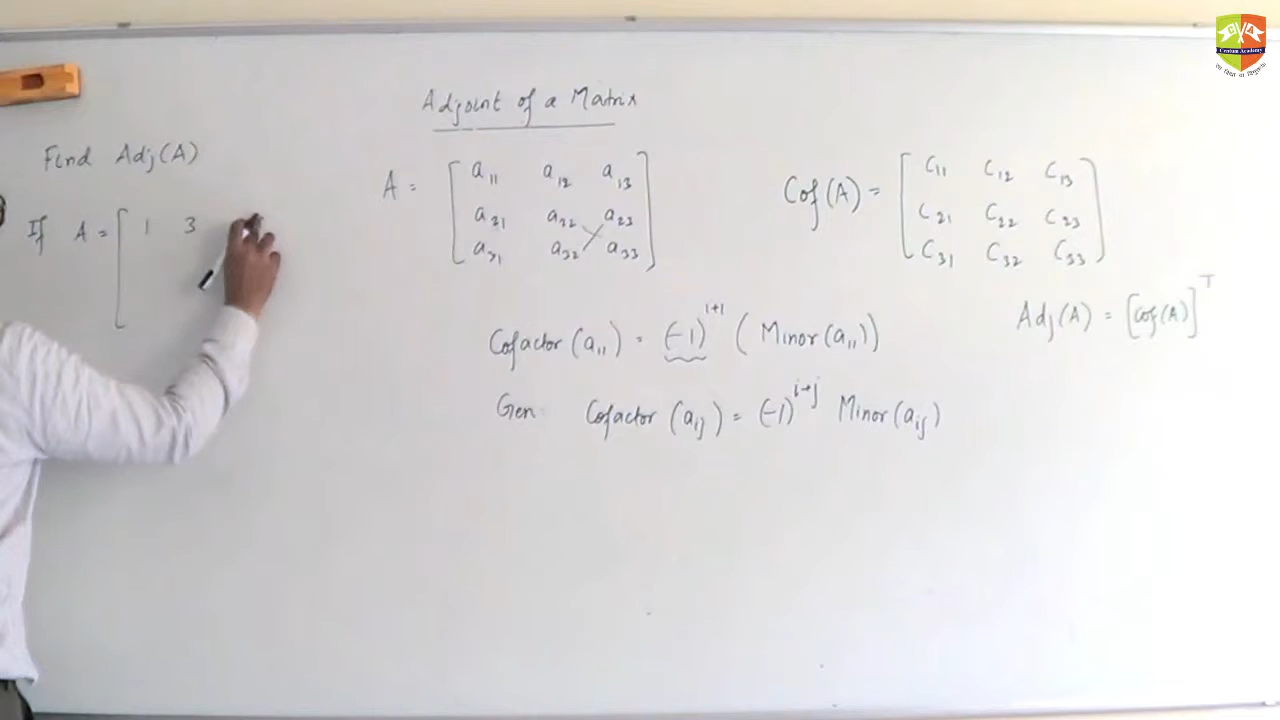 Adjoint of a Matrix
Find Adj(A)
If A = [ 1 3
A = [ a11 a12 a13
a21 a22 a23
a31 a32 a33 ]
Cof(A) = [ C11 C12 C13
C21 C22 C23
C31 C32 C33 ]
Adj(A) = [Cof(A)]^T
Cofactor (a11) = (-1)^1+1 ( Minor(a11))
Gen: Cofactor (aij) = (-1)^i+j Minor(aij)
Centum Academy